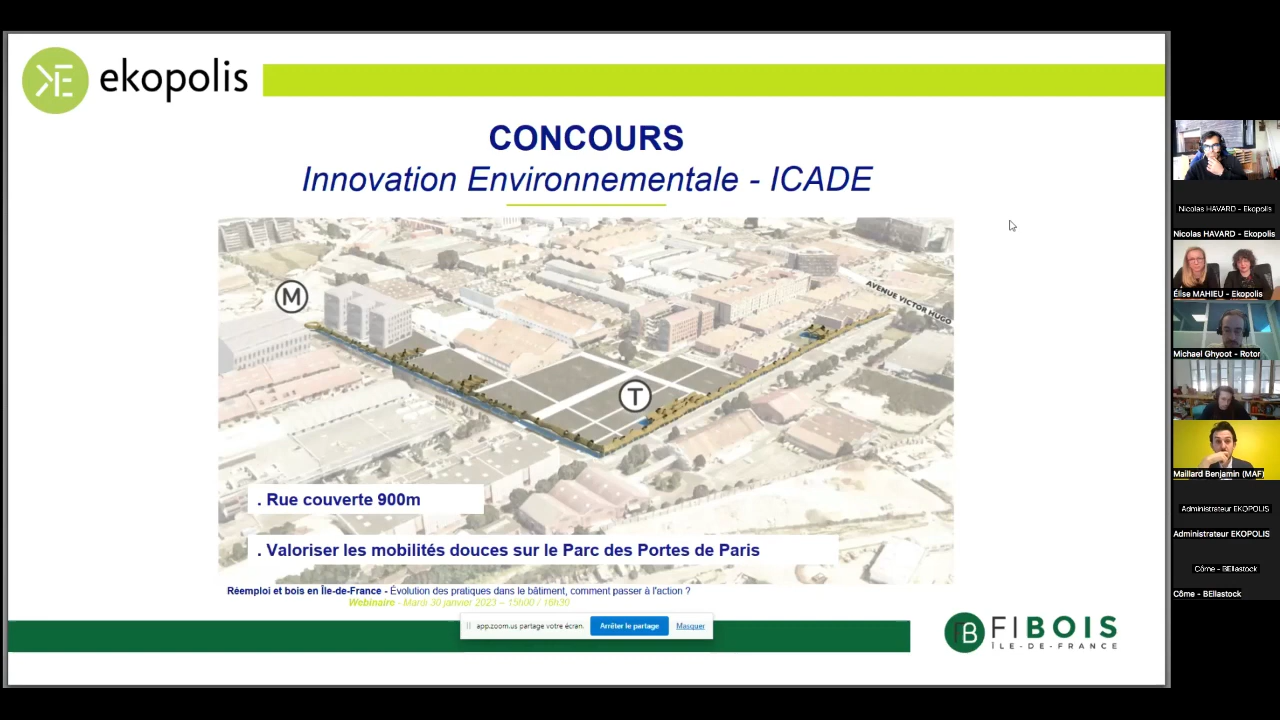 ekopolis
CONCOURS
Innovation Environnementale - ICADE
M
AVENUE VICTOR HUGO
T
. Rue couverte 900m
. Valoriser les mobilités douces sur le Parc des Portes de Paris
Réemploi et bois en Île-de-France - Évolution des pratiques dans le bâtiment, comment passer à l'action ?
Webinaire - Mardi 30 janvier 2023 – 15h00 / 16h30
app.zoom.us partage votre écran.
Arrêter le partage
Masquer
FIBOIS
ÎLE-DE-FRANCE
Nicolas HAVARD - Ekopolis
Nicolas HAVARD - Ekopolis
Élise MAHIEU - Ekopolis
Michael Ghyoot - Rotor
Maillard Benjamin (MAF)
Administrateur EKOPOLIS
Administrateur EKOPOLIS
Côme - BEllastock
Côme - BEllastock